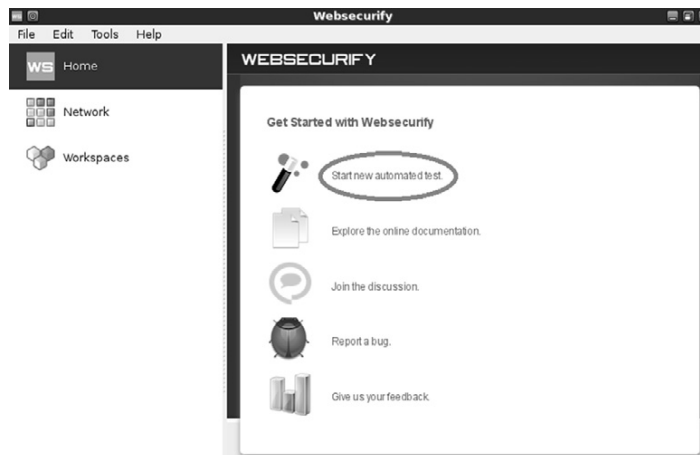 Websecurify
File Edit Tools Help
WS Home
WEBSECURIFY
Network
Workspaces
Get Started with Websecurify
Start new automated test.
Explore the online documentation.
Join the discussion.
Report a bug.
Give us your feedback.